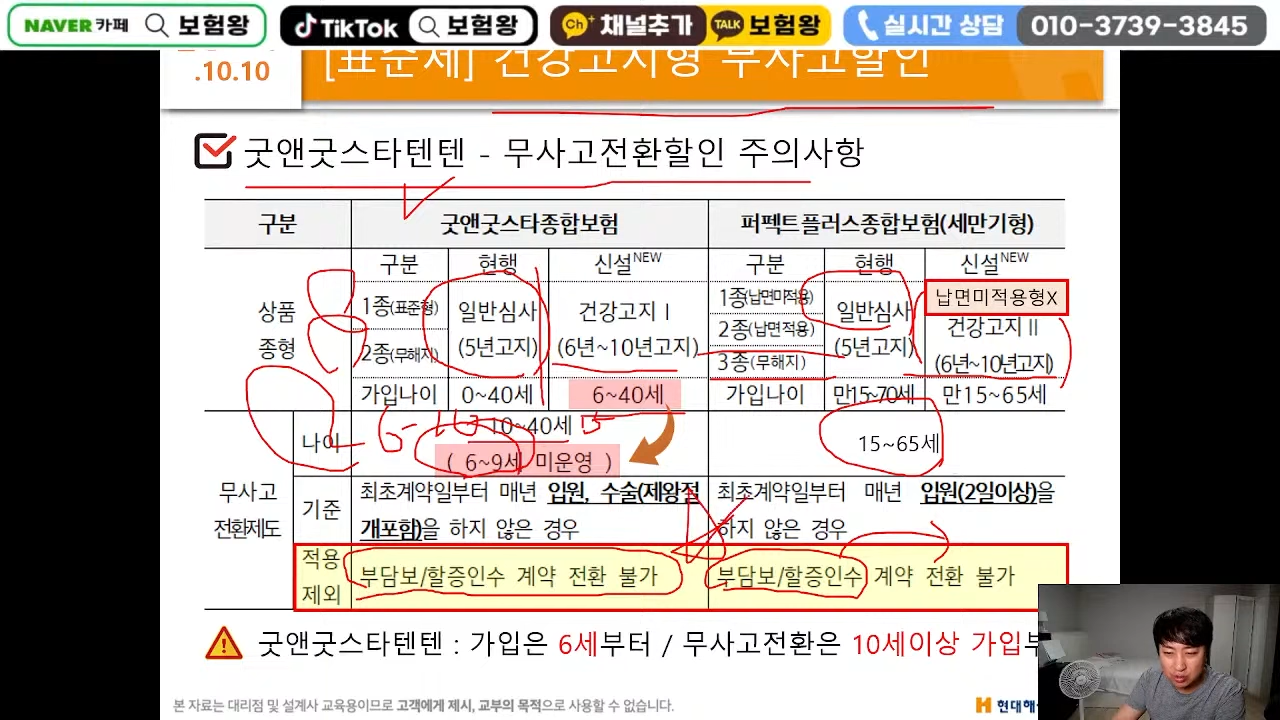 NAVER 카페 보험왕 TikTok 보험왕 Ch+ 채널추가 TALK 보험왕 실시간 상담 010-3739-3845
.10.10 [표준체] 건강고지형 무사고할인
굿앤굿스타텐텐 - 무사고전환할인 주의사항
구분 굿앤굿스타종합보험 퍼펙트플러스종합보험(세만기형)
구분 현행 신설NEW 구분 현행 신설NEW
상품 종형
1종(표준형) 일반심사 건강고지Ⅰ 1종(납면미적용) 일반심사 납면미적용형X
2종(납면적용) 건강고지Ⅱ
2종(무해지) (5년고지) (6년~10년고지) 3종(무해지) (5년고지) (6년~10년고지)
가입나이 0~40세 6~40세 가입나이 만15~70세 만15~65세
무사고 전환제도
나이 10~40세 15~65세
( 6~9세 미운영 )
6-10
기준 최초계약일부터 매년 입원, 수술(제왕절 최초계약일부터 매년 입원(2일이상)을
개포함)을 하지 않은 경우 하지 않은 경우
적용 제외 부담보/할증인수 계약 전환 불가 부담보/할증인수 계약 전환 불가
굿앤굿스타텐텐 : 가입은 6세부터 / 무사고전환은 10세이상 가입부
본 자료는 대리점 및 설계사 교육용이므로 고객에게 제시, 교부의 목적으로 사용할 수 없습니다. 현대해